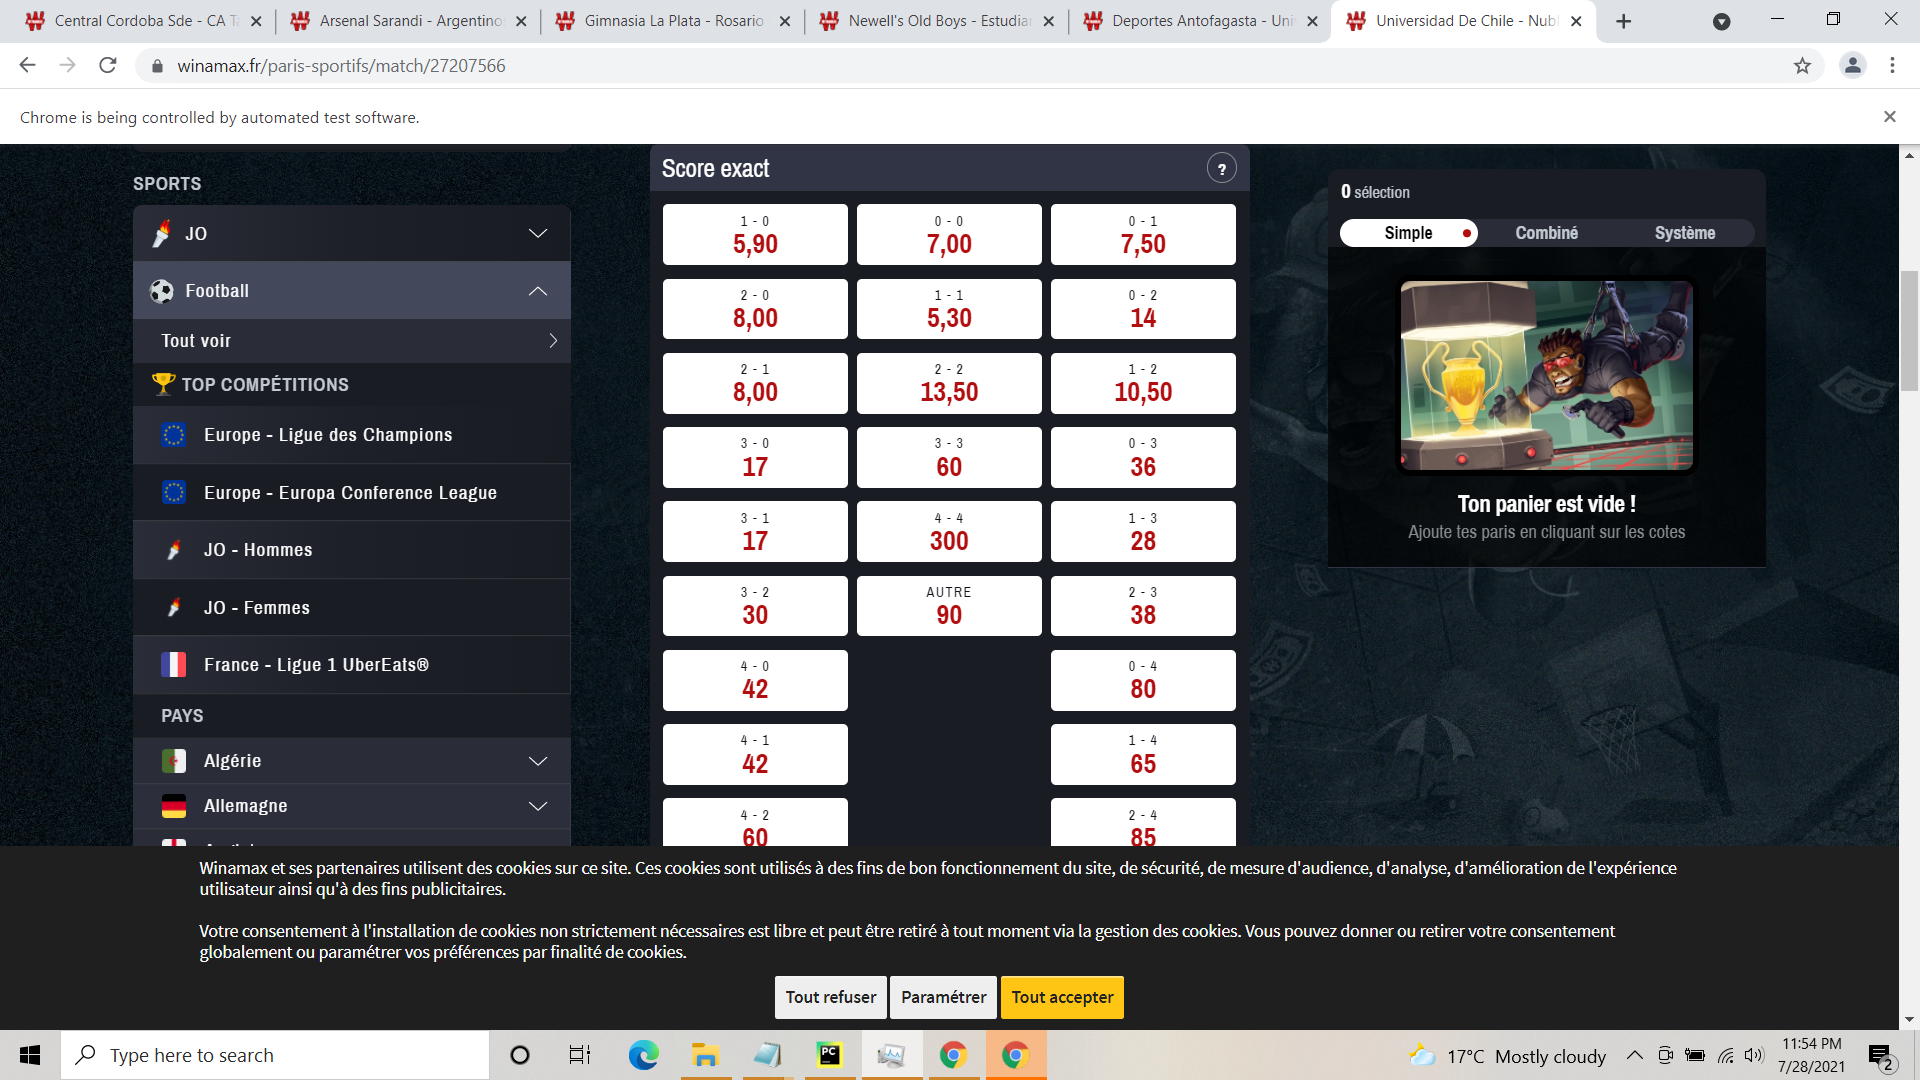 Central Cordoba Sde - CA Ta
Arsenal Sarandi - Argentino
Gimnasia La Plata - Rosario
Newell's Old Boys - Estudian
Deportes Antofagasta - Uni
Universidad De Chile - Nubl
winamax.fr/paris-sportifs/match/27207566
Chrome is being controlled by automated test software.
SPORTS
JO
Football
Tout voir
TOP COMPÉTITIONS
Europe - Ligue des Champions
Europe - Europa Conference League
JO - Hommes
JO - Femmes
France - Ligue 1 UberEats®
PAYS
Algérie
Allemagne
Score exact
?
1 - 0
5,90
0 - 0
7,00
0 - 1
7,50
2 - 0
8,00
1 - 1
5,30
0 - 2
14
2 - 1
8,00
2 - 2
13,50
1 - 2
10,50
3 - 0
17
3 - 3
60
0 - 3
36
3 - 1
17
4 - 4
300
1 - 3
28
3 - 2
30
AUTRE
90
2 - 3
38
4 - 0
42
0 - 4
80
4 - 1
42
1 - 4
65
4 - 2
60
2 - 4
85
0 sélection
Simple
Combiné
Système
Ton panier est vide !
Ajoute tes paris en cliquant sur les cotes
Winamax et ses partenaires utilisent des cookies sur ce site. Ces cookies sont utilisés à des fins de bon fonctionnement du site, de sécurité, de mesure d'audience, d'analyse, d'amélioration de l'expérience
utilisateur ainsi qu'à des fins publicitaires.
Votre consentement à l'installation de cookies non strictement nécessaires est libre et peut être retiré à tout moment via la gestion des cookies. Vous pouvez donner ou retirer votre consentement
globalement ou paramétrer vos préférences par finalité de cookies.
Tout refuser
Paramétrer
Tout accepter
Type here to search
PC
17°C Mostly cloudy
11:54 PM
7/28/2021
2